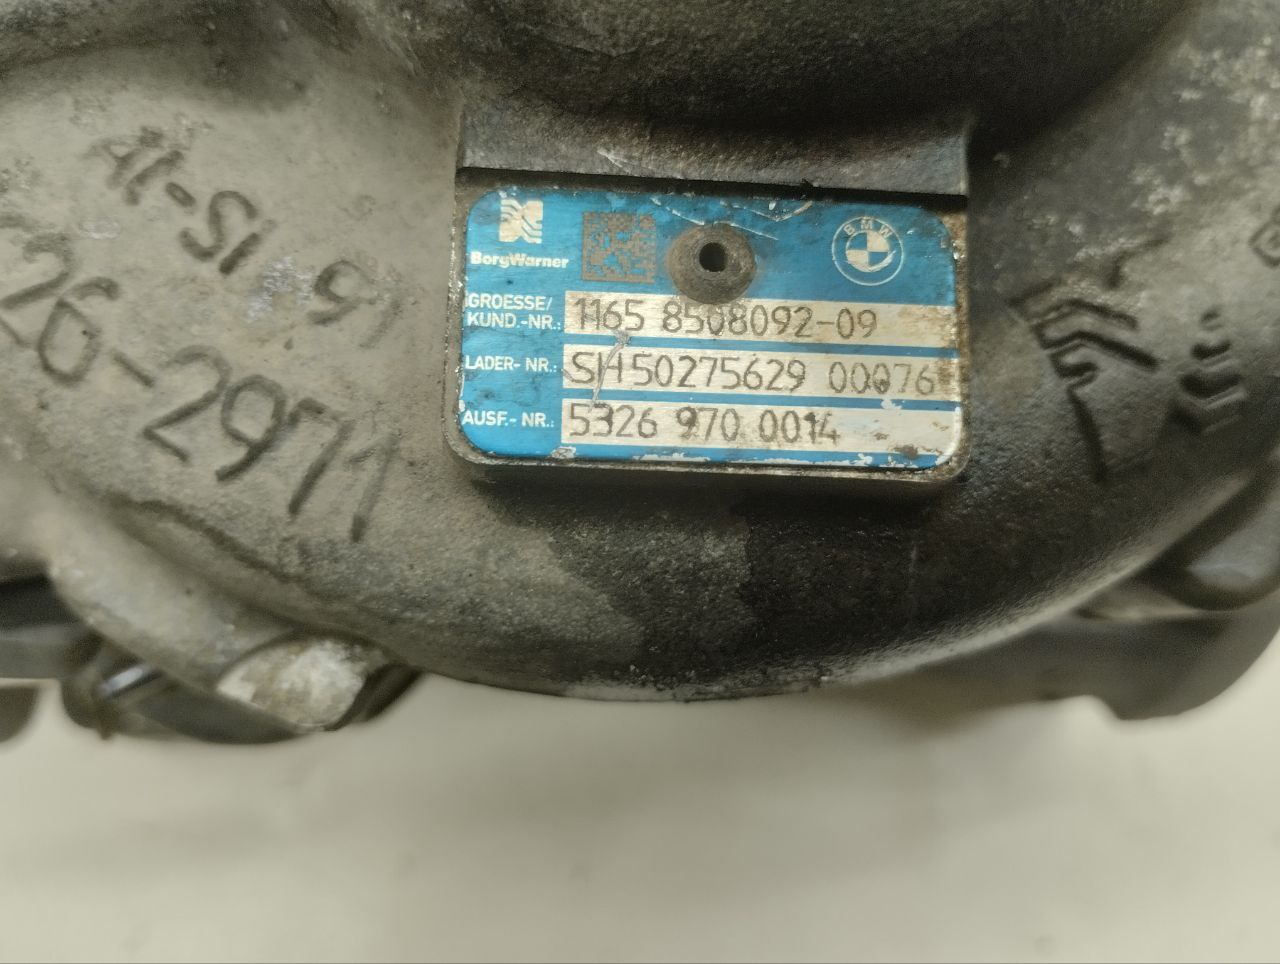 Al-Si 9
26-2971
BorgWarner
BMW
GROESSE/
KUND.-NR.: 1165 8508092-09
LADER- NR.: SH50275629 00076
AUSF.- NR.: 5326 970 0014